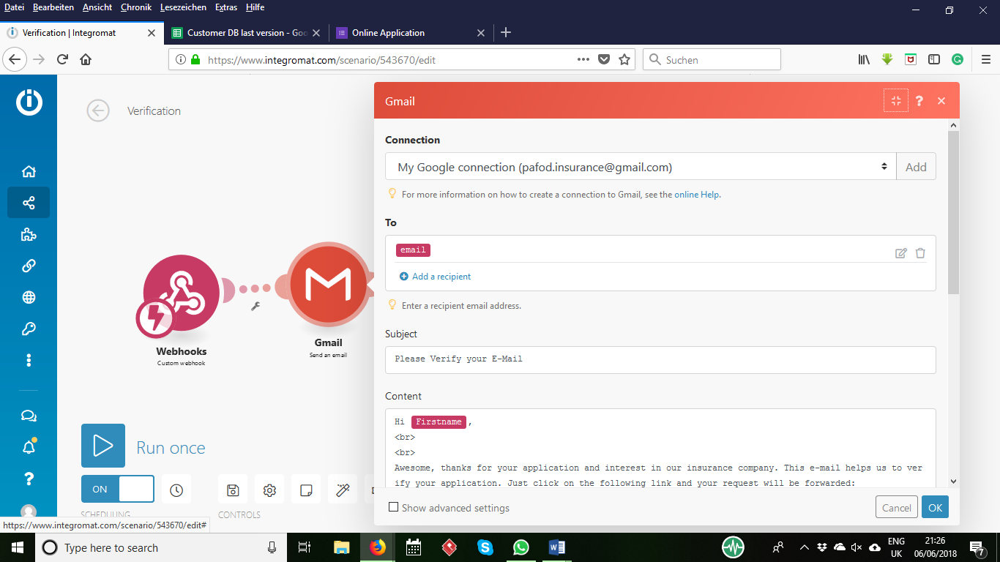 Datei Bearbeiten Ansicht Chronik Lesezeichen Extras Hilfe
Verification | Integromat
Customer DB last version - Goo
Online Application
https://www.integromat.com/scenario/543670/edit
Suchen
Verification
Gmail
Connection
My Google connection (pafod.insurance@gmail.com)
Add
For more information on how to create a connection to Gmail, see the online Help.
To
email
Add a recipient
Enter a recipient email address.
Subject
Please Verify your E-Mail
Content
Hi Firstname,
<br>
<br>
Awesome, thanks for your application and interest in our insurance company. This e-mail helps us to ver
ify your application. Just click on the following link and your request will be forwarded:
Show advanced settings
Cancel
OK
Webhooks
Custom webhook
Gmail
Send an email
Run once
ON
SCHEDULING
CONTROLS
https://www.integromat.com/scenario/543670/edit#
Type here to search
ENG
UK
21:26
06/06/2018
7